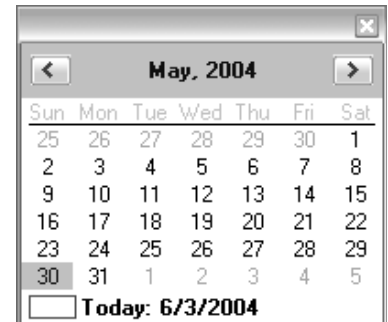 May, 2004
Sun Mon Tue Wed Thu Fri Sat
25 26 27 28 29 30 1
2 3 4 5 6 7 8
9 10 11 12 13 14 15
16 17 18 19 20 21 22
23 24 25 26 27 28 29
30 31 1 2 3 4 5
Today: 6/3/2004